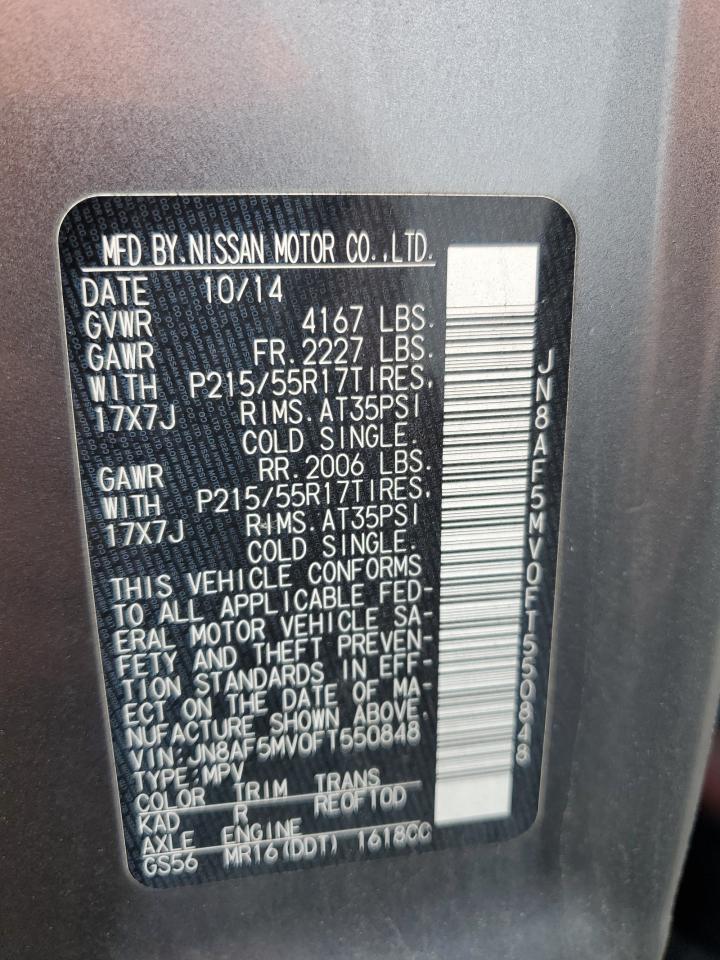 MFD BY.NISSAN MOTOR CO.,LTD.
DATE 10/14
GVWR 4167 LBS.
GAWR FR.2227 LBS.
WITH P215/55R17TIRES,
17X7J RIMS.AT35PSI
COLD SINGLE.
GAWR RR.2006 LBS.
WITH P215/55R17TIRES,
17X7J RIMS.AT35PSI
COLD SINGLE.
THIS VEHICLE CONFORMS
TO ALL APPLICABLE FED-
ERAL MOTOR VEHICLE SA-
FETY AND THEFT PREVEN-
TION STANDARDS IN EFF-
ECT ON THE DATE OF MA-
NUFACTURE SHOWN ABOVE.
VIN:JN8AF5MV0FT550848
TYPE:MPV
COLOR TRIM TRANS
KAD R RE0F10D
AXLE ENGINE
GS56 MR16(DDT) 1618CC
JN8AF5MV0FT550848